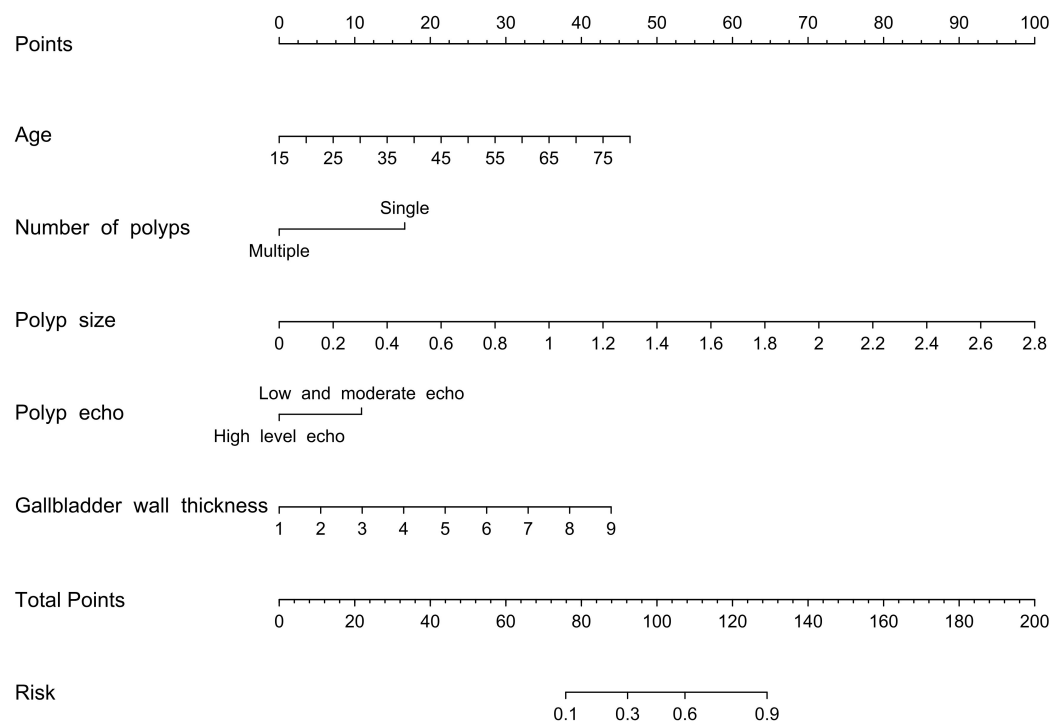 0 10 20 30 40 50 60 70 80 90 100
Points
Age
15 25 35 45 55 65 75
Single
Number of polyps
Multiple
Polyp size
0 0.2 0.4 0.6 0.8 1 1.2 1.4 1.6 1.8 2 2.2 2.4 2.6 2.8
Low and moderate echo
Polyp echo
High level echo
Gallbladder wall thickness
1 2 3 4 5 6 7 8 9
Total Points
0 20 40 60 80 100 120 140 160 180 200
Risk
0.1 0.3 0.6 0.9